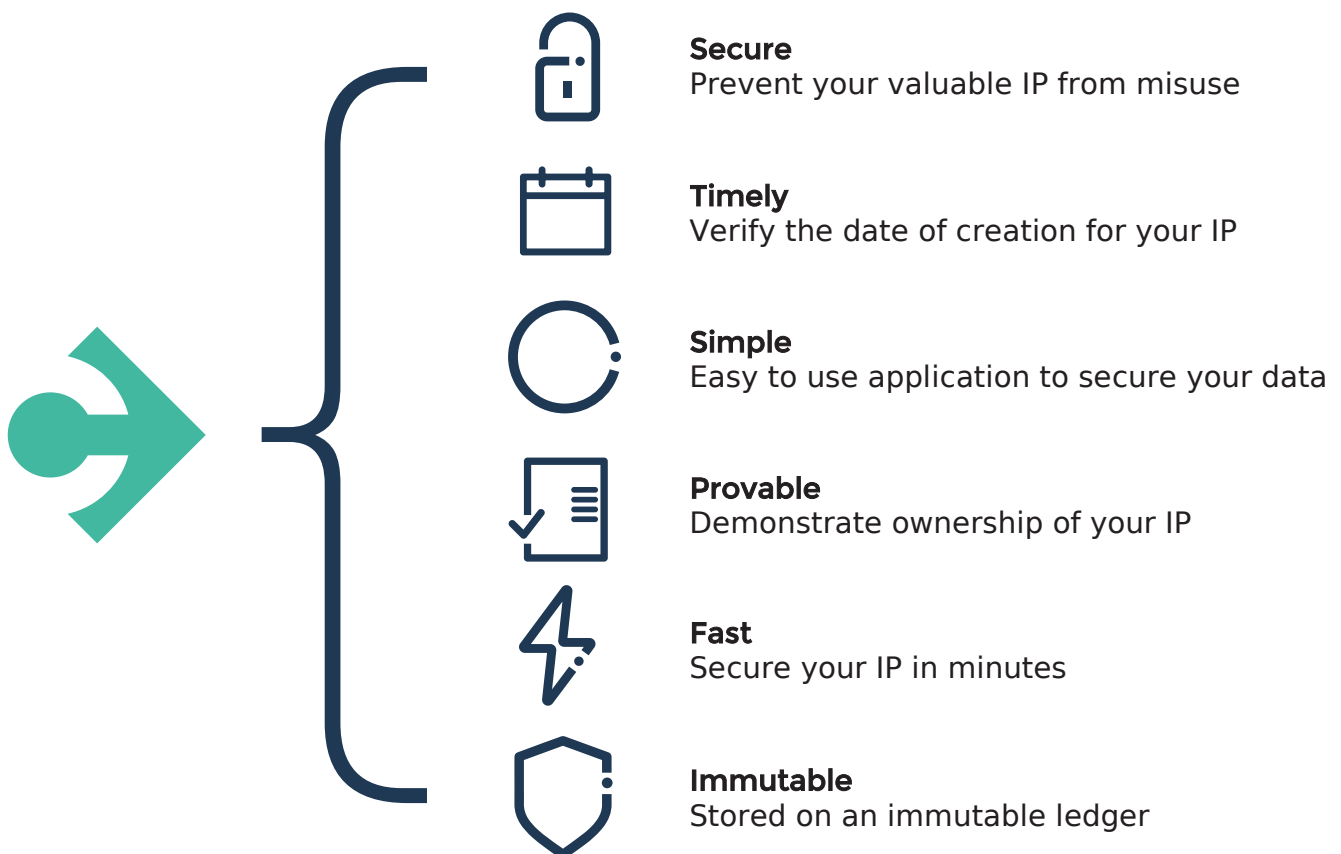 Secure
Prevent your valuable IP from misuse
Timely
Verify the date of creation for your IP
Simple
Easy to use application to secure your data
Provable
Demonstrate ownership of your IP
Fast
Secure your IP in minutes
Immutable
Stored on an immutable ledger